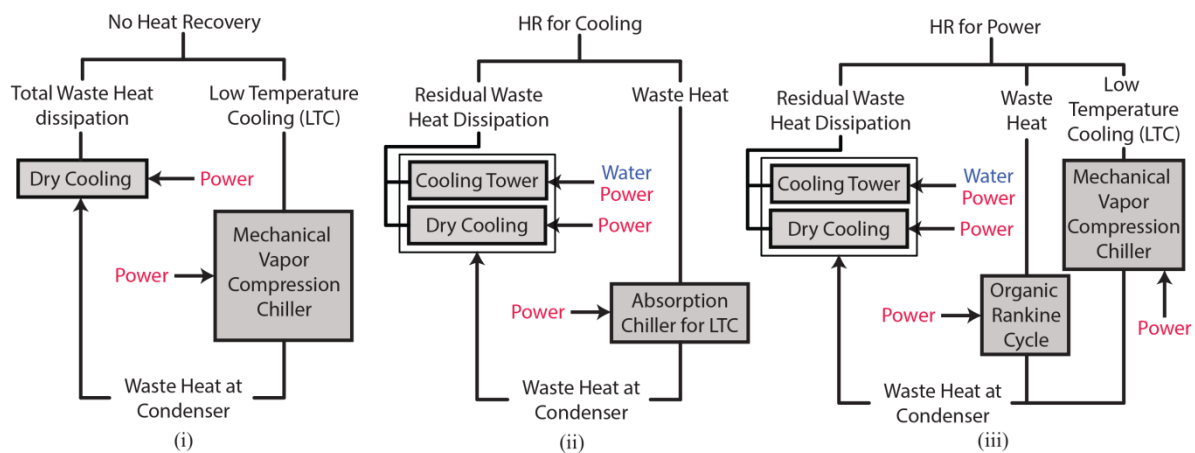 No Heat Recovery
Total Waste Heat
dissipation
Low Temperature
Cooling (LTC)
Dry Cooling
Power
Mechanical
Vapor
Compression
Chiller
Power
Waste Heat at
Condenser
(i)
HR for Cooling
Residual Waste
Heat Dissipation
Waste Heat
Cooling Tower
Water
Power
Dry Cooling
Power
Power
Absorption
Chiller for LTC
Waste Heat at
Condenser
(ii)
HR for Power
Residual Waste
Heat Dissipation
Waste
Heat
Low
Temperature
Cooling (LTC)
Cooling Tower
Water
Power
Dry Cooling
Power
Mechanical
Vapor
Compression
Chiller
Power
Organic
Rankine
Cycle
Power
Waste Heat at
Condenser
(iii)